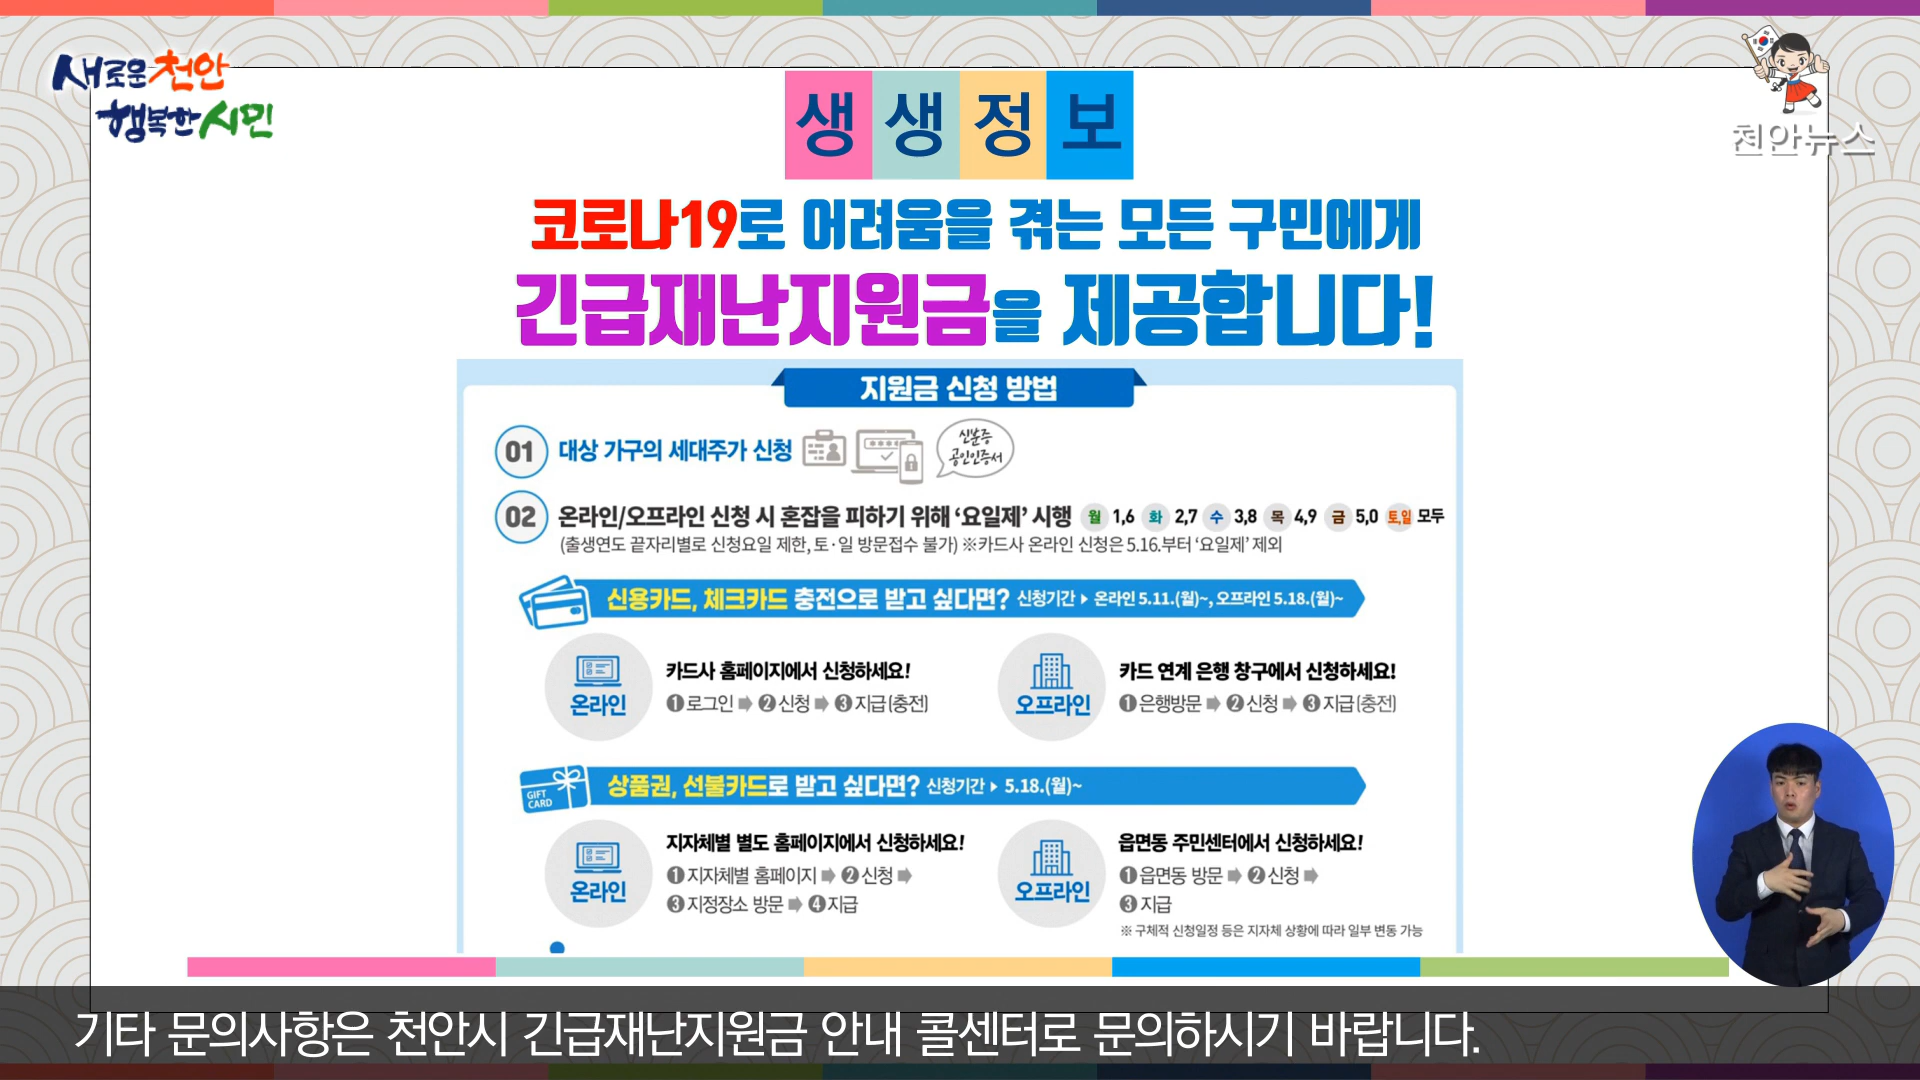 새로운 천안
행복한 시민
천안뉴스
생생정보
코로나19로 어려움을 겪는 모든 구민에게
긴급재난지원금을 제공합니다!
지원금 신청 방법
01 대상 가구의 세대주가 신청
신분증
공인인증서
02 온라인/오프라인 신청 시 혼잡을 피하기 위해 ‘요일제’ 시행 월 1,6 화 2,7 수 3,8 목 4,9 금 5,0 토,일 모두
(출생연도 끝자리별로 신청요일 제한, 토·일 방문접수 불가) ※카드사 온라인 신청은 5.16.부터 ‘요일제’ 제외
신용카드, 체크카드 충전으로 받고 싶다면? 신청기간 ▶ 온라인 5.11.(월)~, 오프라인 5.18.(월)~
온라인
카드사 홈페이지에서 신청하세요!
❶로그인 ➡ ❷신청 ➡ ❸지급(충전)
오프라인
카드 연계 은행 창구에서 신청하세요!
❶은행방문 ➡ ❷신청 ➡ ❸지급(충전)
GIFT
CARD
상품권, 선불카드로 받고 싶다면? 신청기간 ▶ 5.18.(월)~
온라인
지자체별 별도 홈페이지에서 신청하세요!
❶지자체별 홈페이지 ➡ ❷신청 ➡
❸지정장소 방문 ➡ ❹지급
오프라인
읍면동 주민센터에서 신청하세요!
❶읍면동 방문 ➡ ❷신청 ➡
❸지급
※ 구체적 신청일정 등은 지자체 상황에 따라 일부 변동 가능
기타 문의사항은 천안시 긴급재난지원금 안내 콜센터로 문의하시기 바랍니다.